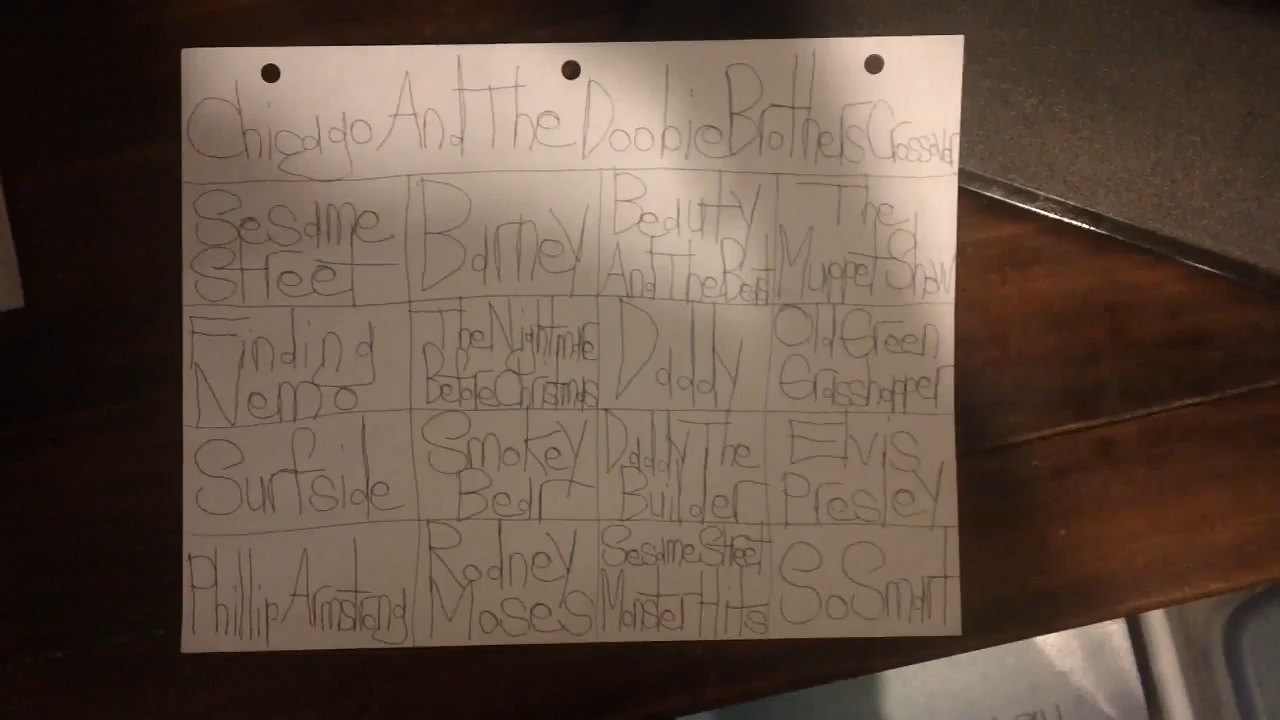 Chicago And The Doobie Brothers Crossover
Sesame
Street
Barney
Beauty
And The Beast
The
Muppet Show
Finding
Nemo
The Nightmare
Before Christmas
Daddy
Old Green
Grasshopper
Surfside
Smokey
Bear
Daddy The
Builder
Elvis
Presley
Phillip Armstrong
Rodney
Moses
Sesame Street
Monster Hits
So Smart